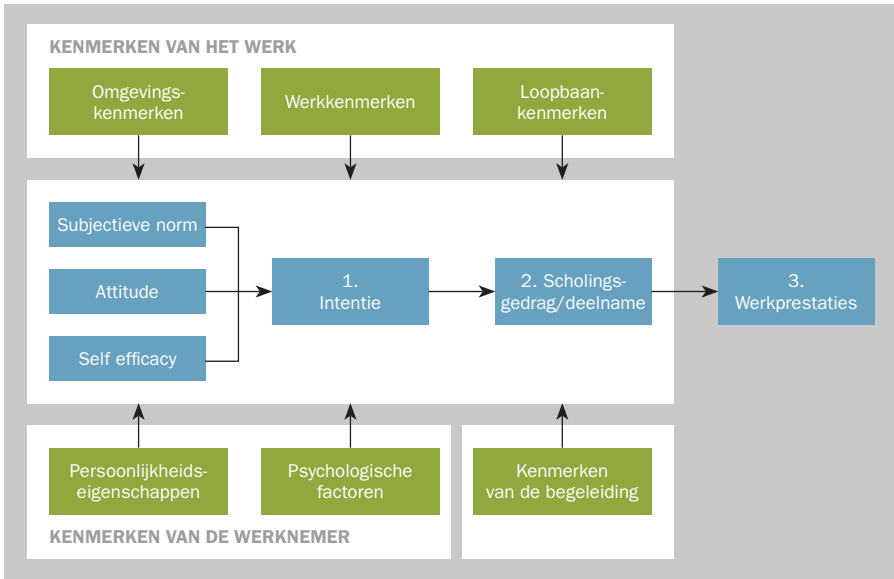 KENMERKEN VAN HET WERK
Omgevings-
kenmerken
Werkkenmerken
Loopbaan-
kenmerken
Subjectieve norm
Attitude
Self efficacy
1.
Intentie
2. Scholings-
gedrag/deelname
3.
Werkprestaties
Persoonlijkheids-
eigenschappen
Psychologische
factoren
Kenmerken
van de begeleiding
KENMERKEN VAN DE WERKNEMER